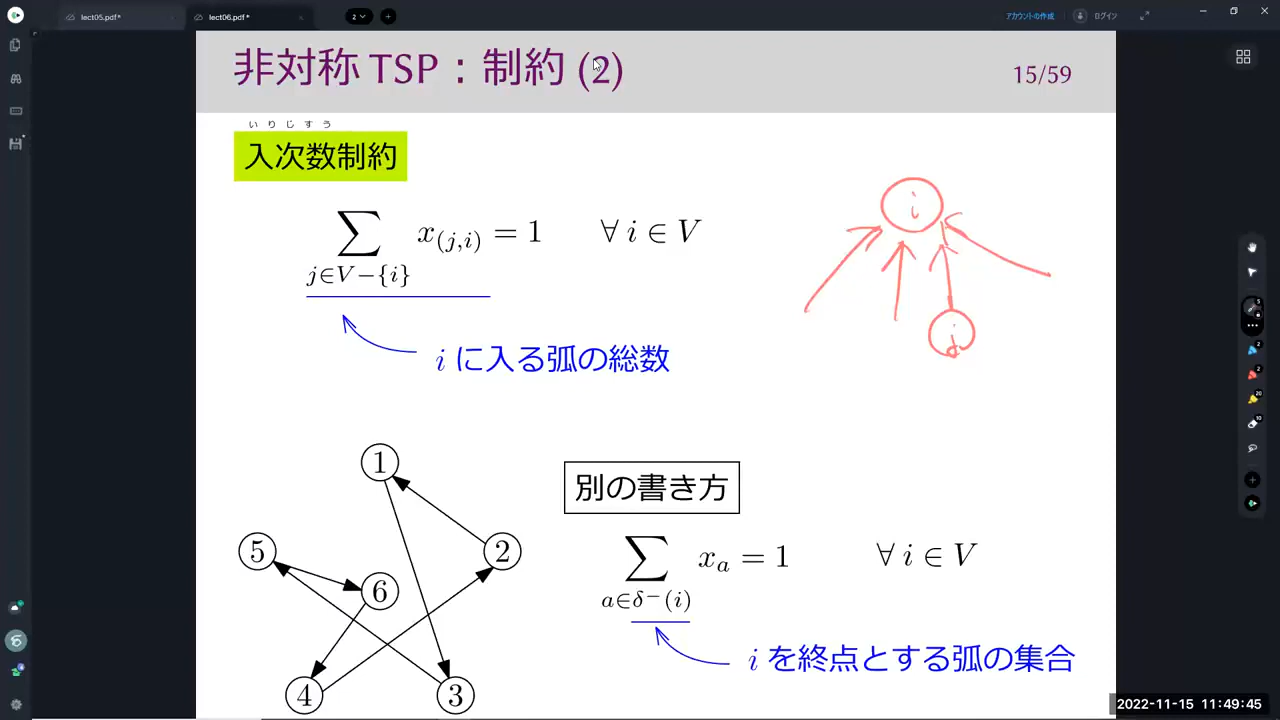 lect05.pdf*
lect06.pdf*
2
アカウントの作成
ログイン
非対称 TSP：制約 (2)
15/59
いりじすう
入次数制約
∑ x_(j,i) = 1 ∀ i ∈ V
j∈V−{i}
i に入る弧の総数
i
j
1
2
3
4
5
6
別の書き方
∑ x_a = 1 ∀ i ∈ V
a∈δ⁻(i)
i を終点とする弧の集合
2022-11-15 11:49:45